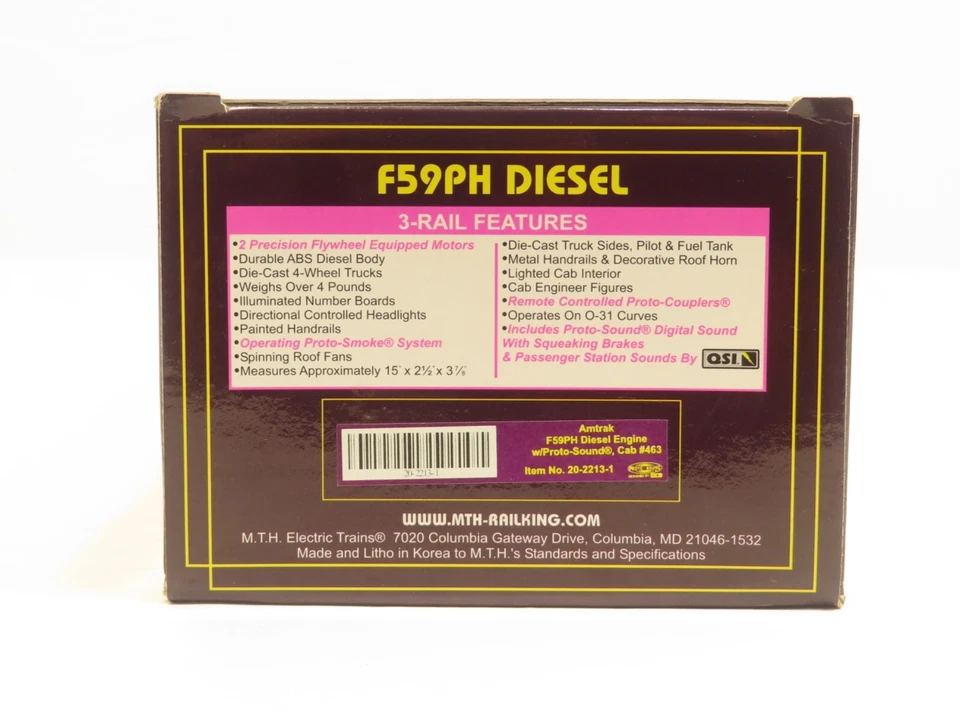 F59PH DIESEL
3-RAIL FEATURES
•2 Precision Flywheel Equipped Motors
•Durable ABS Diesel Body
•Die-Cast 4-Wheel Trucks
•Weighs Over 4 Pounds
•Illuminated Number Boards
•Directional Controlled Headlights
•Painted Handrails
•Operating Proto-Smoke® System
•Spinning Roof Fans
•Measures Approximately 15" x 2½" x 3⅞"
•Die-Cast Truck Sides, Pilot & Fuel Tank
•Metal Handrails & Decorative Roof Horn
•Lighted Cab Interior
•Cab Engineer Figures
•Remote Controlled Proto-Couplers®
•Operates On O-31 Curves
•Includes Proto-Sound® Digital Sound
With Squeaking Brakes
& Passenger Station Sounds By QSI
20-2213-1
Amtrak
F59PH Diesel Engine
w/Proto-Sound®, Cab #463
Item No. 20-2213-1
WWW.MTH-RAILKING.COM
M.T.H. Electric Trains® 7020 Columbia Gateway Drive, Columbia, MD 21046-1532
Made and Litho in Korea to M.T.H.'s Standards and Specifications